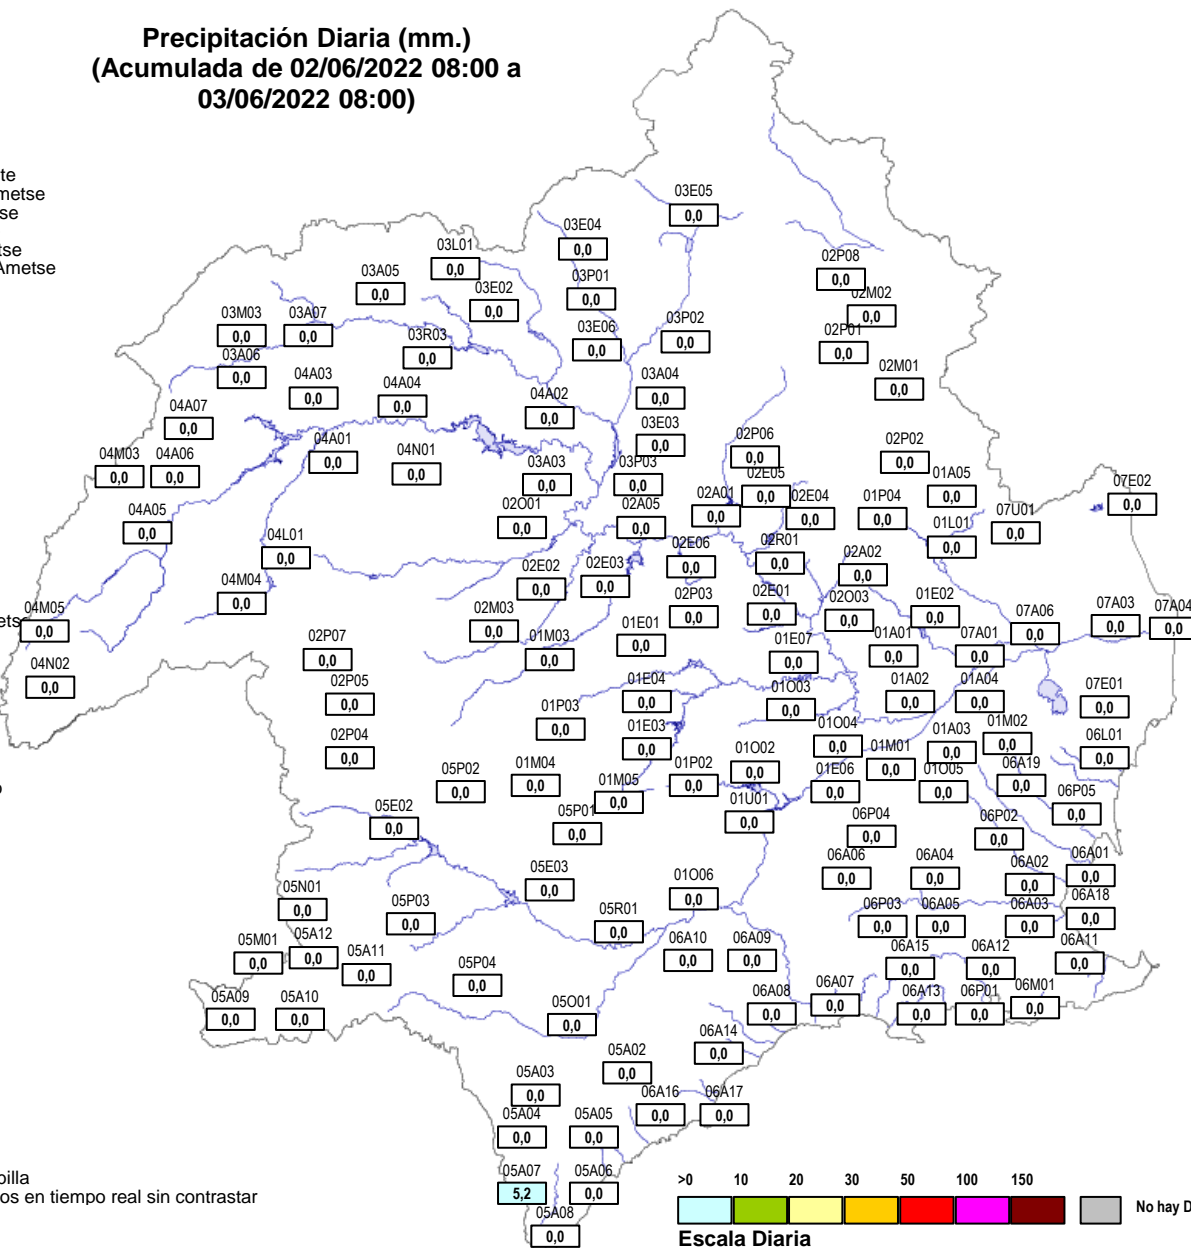 Precipitación Diaria (mm.)
(Acumulada de 02/06/2022 08:00 a
03/06/2022 08:00)
te
metse
se
tse
Ametse
03E05
0,0
03E04
0,0
03L01
0,0
02P08
0,0
03A05
0,0
03P01
0,0
03E02
0,0
02M02
0,0
03M03
0,0
03A07
0,0
03P02
0,0
03E06
0,0
02P01
0,0
03R03
0,0
03A06
0,0
02M01
0,0
04A03
0,0
03A04
0,0
04A04
0,0
04A02
0,0
04A07
0,0
03E03
0,0
02P06
0,0
04A01
0,0
02P02
0,0
04N01
0,0
04M03
0,0
04A06
0,0
03A03
0,0
03P03
0,0
02E05
0,0
01A05
0,0
07E02
0,0
02A01
0,0
02E04
0,0
01P04
0,0
04A05
0,0
02O01
0,0
02A05
0,0
07U01
0,0
01L01
0,0
04L01
0,0
02E06
0,0
02R01
0,0
02A02
0,0
02E02
0,0
02E03
0,0
04M04
0,0
02P03
0,0
02E01
0,0
02O03
0,0
01E02
0,0
etse
04M05
0,0
02M03
0,0
07A06
0,0
07A03
0,0
07A04
0,0
01E01
0,0
02P07
0,0
01M03
0,0
01E07
0,0
01A01
0,0
07A01
0,0
04N02
0,0
02P05
0,0
01E04
0,0
01O03
0,0
01A02
0,0
01A04
0,0
07E01
0,0
01P03
0,0
02P04
0,0
01E03
0,0
01O04
0,0
01A03
0,0
01M02
0,0
06L01
0,0
01M01
0,0
01O02
0,0
05P02
0,0
01M04
0,0
01P02
0,0
01E06
0,0
01O05
0,0
06A19
0,0
01M05
0,0
06P05
0,0
05E02
0,0
05P01
0,0
01U01
0,0
06P04
0,0
06P02
0,0
05E03
0,0
01O06
0,0
06A06
0,0
06A04
0,0
06A02
0,0
06A01
0,0
05N01
0,0
05P03
0,0
05R01
0,0
06P03
0,0
06A05
0,0
06A03
0,0
06A18
0,0
05M01
0,0
05A12
0,0
05A11
0,0
06A10
0,0
06A09
0,0
06A15
0,0
06A12
0,0
06A11
0,0
05P04
0,0
05A09
0,0
05A10
0,0
05O01
0,0
06A08
0,0
06A07
0,0
06A13
0,0
06P01
0,0
06M01
0,0
06A14
0,0
05A02
0,0
05A03
0,0
06A16
0,0
06A17
0,0
05A04
0,0
05A05
0,0
05A07
5,2
05A06
0,0
05A08
0,0
os en tiempo real sin contrastar
>0 10 20 30 50 100 150
No hay D
Escala Diaria